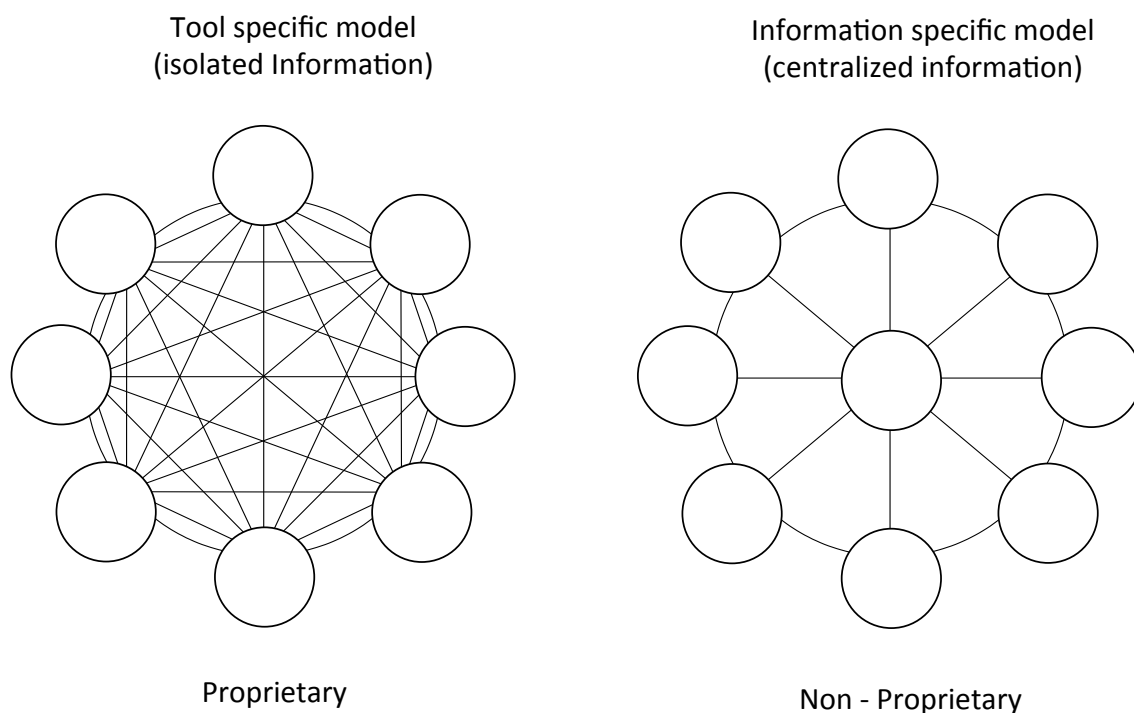 Tool specific model
(isolated Information)
Information specific model
(centralized information)
Proprietary
Non - Proprietary